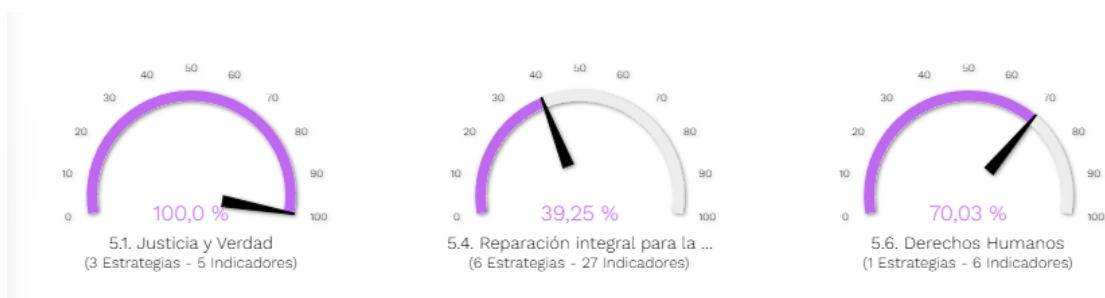 0 10 20 30 40 50 60 70 80 90 100
100,0 %
5.1. Justicia y Verdad
(3 Estrategias - 5 Indicadores)
0 10 20 30 40 50 60 70 80 90 100
39,25 %
5.4. Reparación integral para la ...
(6 Estrategias - 27 Indicadores)
0 10 20 30 40 50 60 70 80 90 100
70,03 %
5.6. Derechos Humanos
(1 Estrategias - 6 Indicadores)